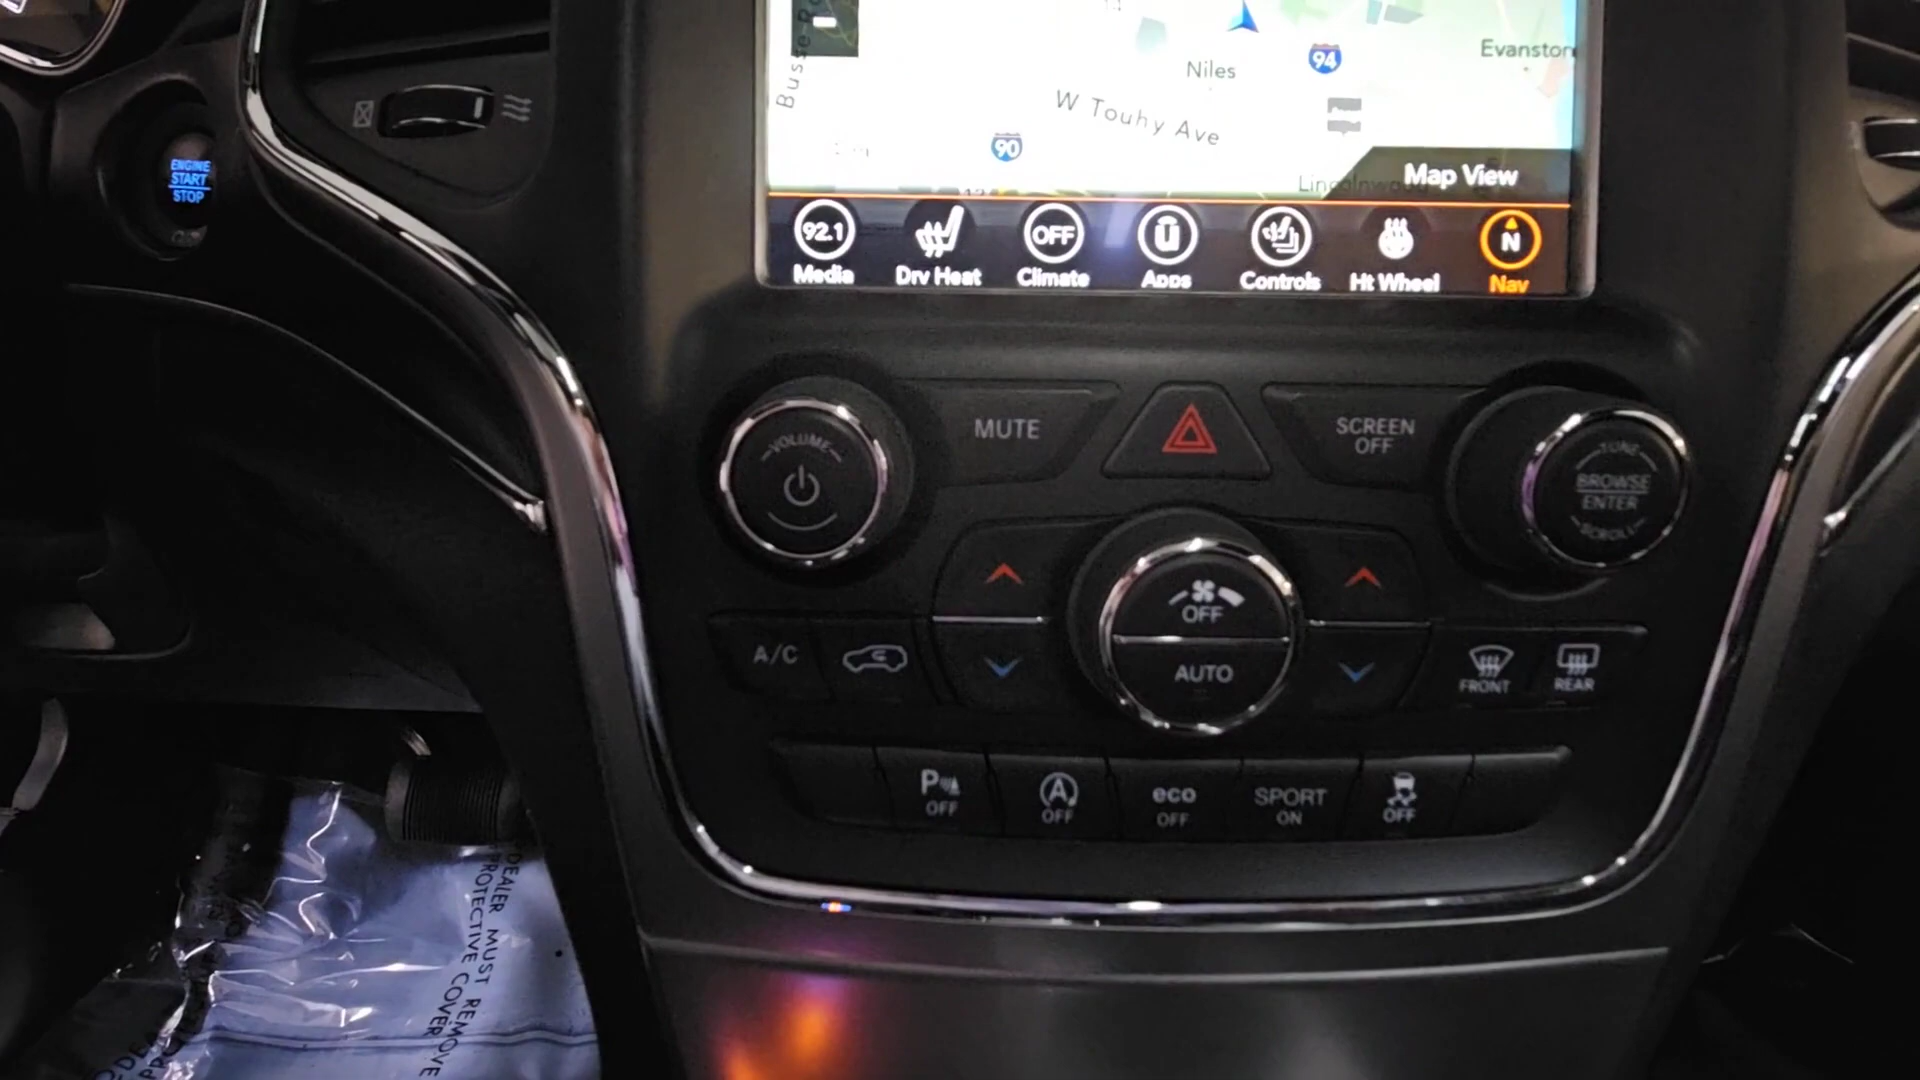 Niles
94
Evanston
W Touhy Ave
90
Map View
92.1
OFF
N
Media
Drv Heat
Climate
Apps
Controls
Ht Wheel
Nav
ENGINE
START
STOP
MUTE
SCREEN
OFF
VOLUME
TUNE
BROWSE
ENTER
SCROLL
OFF
AUTO
A/C
FRONT
REAR
P
OFF
A
OFF
eco
OFF
SPORT
ON
OFF
DEALER MUST REMOVE
PROTECTIVE COVER